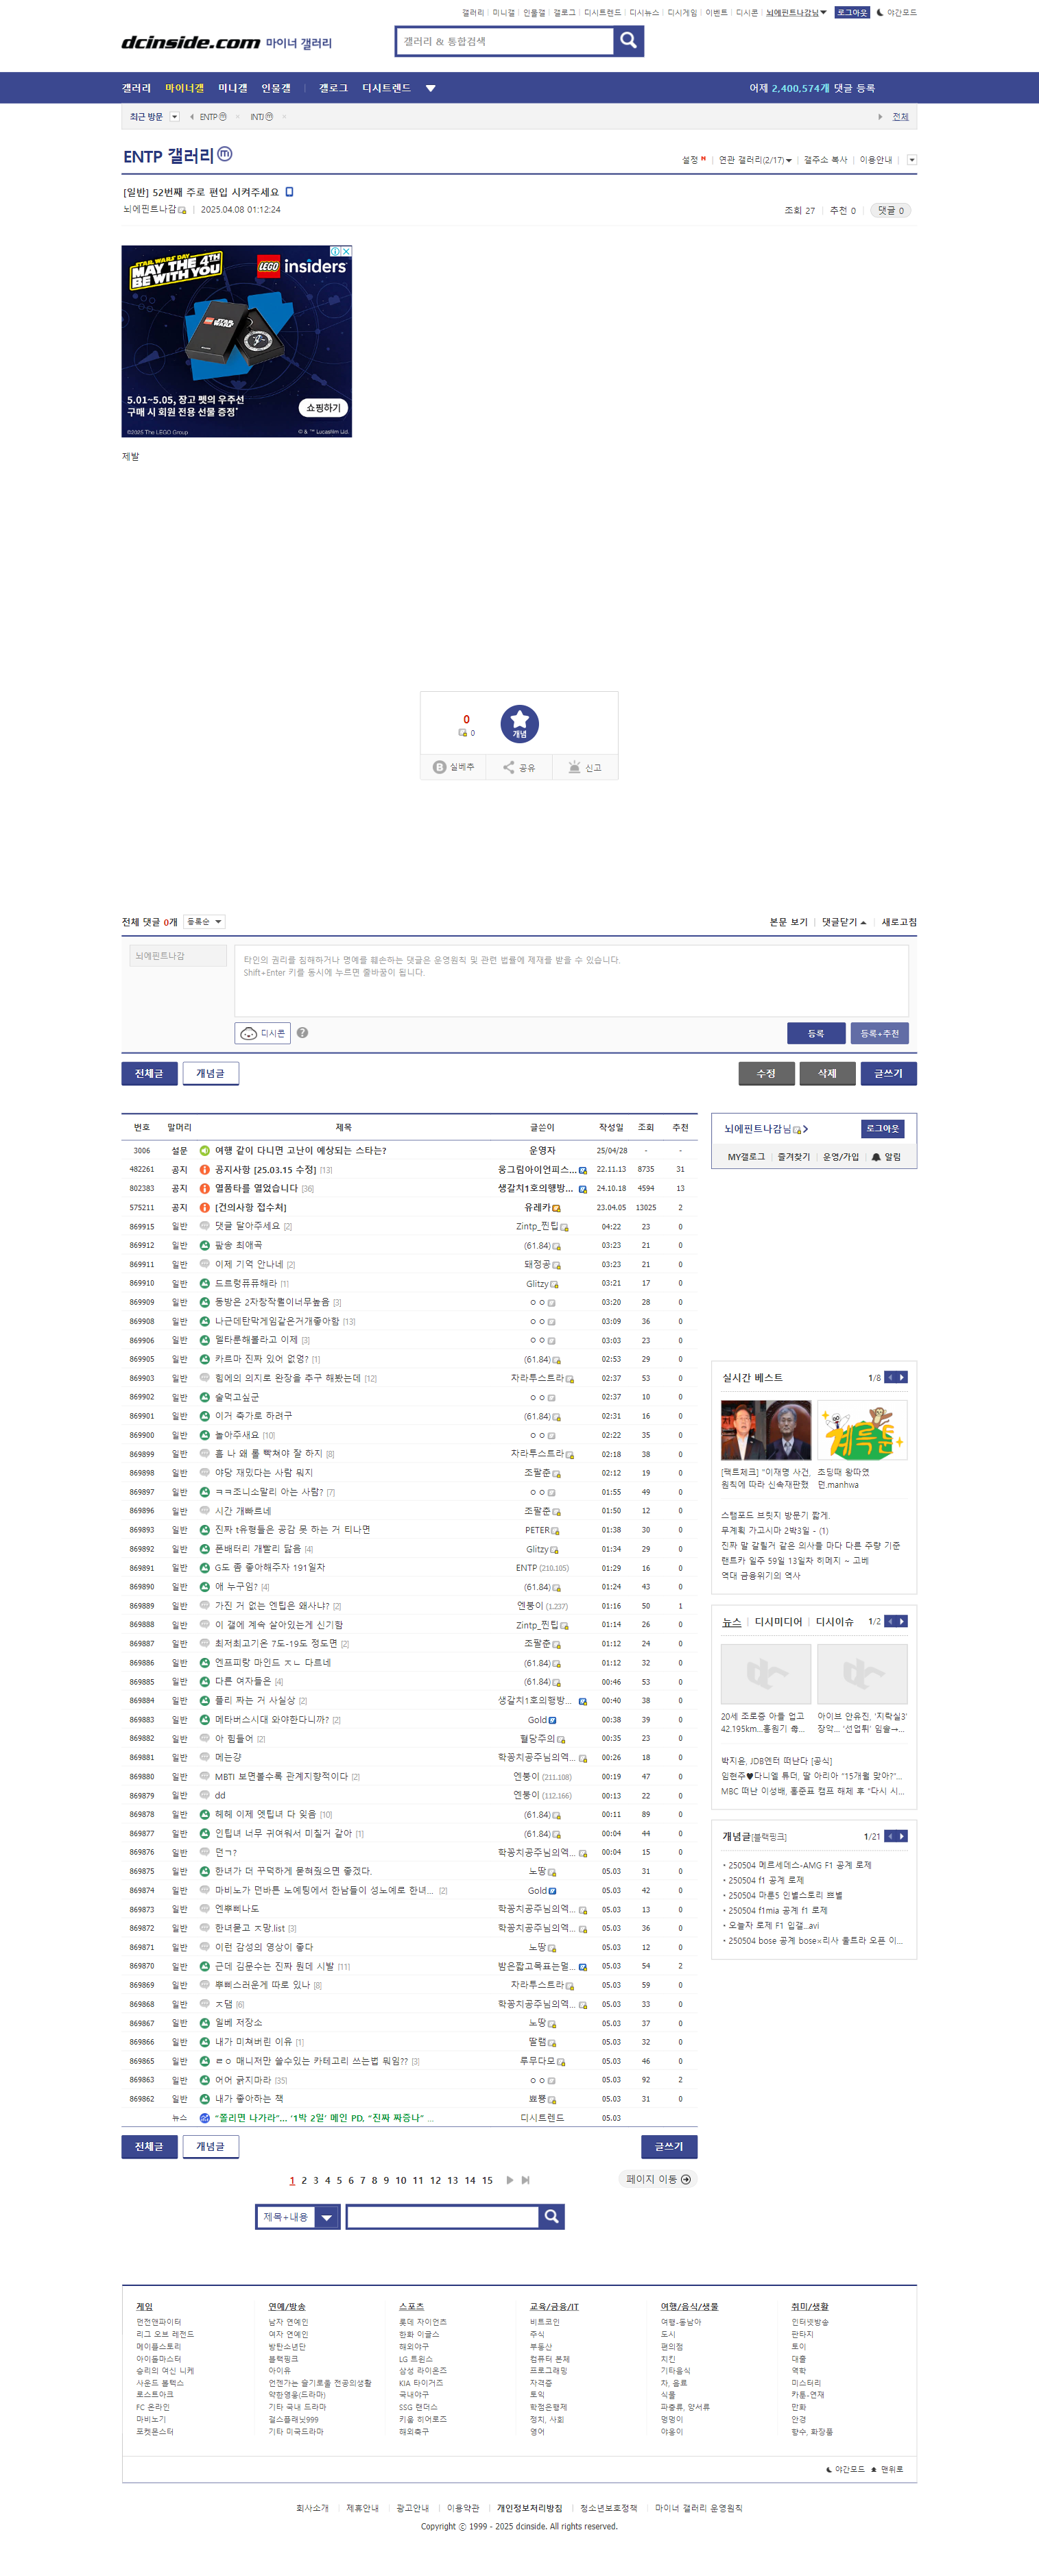 갤러리 | 미니갤 | 인물갤 | 갤로그 | 디시트렌드 | 디시뉴스 | 디시게임 | 이벤트 | 디시콘 | 뇌에핀트나감님 로그아웃 야간모드
dcinside.com 마이너 갤러리
갤러리 & 통합검색
갤러리 마이너갤 미니갤 인물갤 | 갤로그 디시트렌드
어제 2,400,574개 댓글 등록
최근 방문 ENTP ⓜ × INTJ ⓜ × 전체
ENTP 갤러리 ⓜ
설정 | 연관 갤러리(2/17) | 갤주소 복사 | 이용안내 |
[일반] 52번째 주로 편입 시켜주세요
뇌에핀트나감 | 2025.04.08 01:12:24
조회 27 | 추천 0 | 댓글 0
STAR WARS DAY
MAY THE 4TH BE WITH YOU
LEGO insiders
5.01~5.05, 장고 펫의 우주선
구매 시 회원 전용 선물 증정*
쇼핑하기
©2025 The LEGO Group
© & ™ Lucasfilm Ltd.
제발
0
0
개념
실베추
공유
신고
전체 댓글 0개 등록순
본문 보기 | 댓글닫기 | 새로고침
뇌에핀트나감
타인의 권리를 침해하거나 명예를 훼손하는 댓글은 운영원칙 및 관련 법률에 제재를 받을 수 있습니다.
Shift+Enter 키를 동시에 누르면 줄바꿈이 됩니다.
디시콘 ?
등록 등록+추천
전체글 개념글
수정 삭제 글쓰기
번호 말머리 제목 글쓴이 작성일 조회 추천
3006 설문 여행 같이 다니면 고난이 예상되는 스타는? 운영자 25/04/28 - -
482261 공지 공지사항 [25.03.15 수정] [13] 몽그림아이언피스... 22.11.13 8735 31
802383 공지 열품타를 열었습니다 [36] 생갈치1호의행방... 24.10.18 4594 13
575211 공지 [건의사항 접수처] 유레카 23.04.05 13025 2
869915 일반 댓글 달아주세요 [2] Zintp_찐팁 04:22 23 0
869912 일반 팝송 최애곡 (61.84) 03:23 21 0
869911 일반 이제 기억 안나네 [2] 돼정공 03:23 21 0
869910 일반 드르렁퓨퓨해라 [1] Glitzy 03:21 17 0
869909 일반 동방은 2차창작퀄이너무높음 [3] ㅇㅇ 03:20 28 0
869908 일반 나근데탄막게임같은거개좋아함 [13] ㅇㅇ 03:09 36 0
869906 일반 델타룬해볼라고 이제 [3] ㅇㅇ 03:03 23 0
869905 일반 카르마 진짜 있어 없엉? [1] (61.84) 02:53 29 0
869903 일반 힘에의 의지로 완장을 추구 해봤는데 [12] 자라투스트라 02:37 53 0
869902 일반 술먹고싶군 ㅇㅇ 02:37 10 0
869901 일반 이거 축가로 하려구 (61.84) 02:31 16 0
869900 일반 놀아주새요 [10] ㅇㅇ 02:22 35 0
869899 일반 흠 나 왜 롤 빡쳐야 잘 하지 [8] 자라투스트라 02:18 38 0
869898 일반 야당 재밌다는 사람 뭐지 조팔준 02:12 19 0
869897 일반 ㅋㅋ조니소말리 아는 사람? [7] ㅇㅇ 01:55 49 0
869896 일반 시간 개빠르네 조팔준 01:50 12 0
869893 일반 진짜 t유형들은 공감 못 하는 거 티나면 PETER 01:38 30 0
869892 일반 폰배터리 개빨리 닳음 [4] Glitzy 01:34 29 0
869891 일반 G도 좀 좋아해주자 191일차 ENTP (210.105) 01:29 16 0
869890 일반 애 누구임? [4] (61.84) 01:24 43 0
869889 일반 가진 거 없는 엔팁은 왜사냐? [2] 엔붕이 (1.237) 01:16 50 1
869888 일반 이 갤에 계속 살아있는게 신기함 Zintp_찐팁 01:14 26 0
869887 일반 최저최고기온 7도-19도 정도면 [2] 조팔준 01:12 24 0
869886 일반 엔프피랑 마인드 ㅈㄴ 다르네 (61.84) 01:12 32 0
869885 일반 다른 여자들은 [4] (61.84) 00:46 53 0
869884 일반 플리 짜는 거 사실상 [2] 생갈치1호의행방... 00:40 38 0
869883 일반 메타버스시대 와야한다니까? [2] Gold 00:38 39 0
869882 일반 아 힘들어 [2] 혈당주의 00:35 23 0
869881 일반 메는걍 학꽁치공주님의역... 00:26 18 0
869880 일반 MBTI 보면볼수록 관계지향적이다 [2] 엔붕이 (211.108) 00:19 47 0
869879 일반 dd 엔붕이 (112.166) 00:13 22 0
869878 일반 헤헤 이제 엣팁녀 다 잊음 [10] (61.84) 00:11 89 0
869877 일반 인팁녀 너무 귀여워서 미칠거 같아 [1] (61.84) 00:04 44 0
869876 일반 던ㄱ? 학꽁치공주님의역... 00:04 15 0
869875 일반 한녀가 더 꾸덕하게 묻혀줬으면 좋겠다. 노땅 05.03 31 0
869874 일반 마비노가 먼바튼 노예팅에서 한남들이 성노예로 한녀... [2] Gold 05.03 42 0
869873 일반 엔뿌삐나도 학꽁치공주님의역... 05.03 13 0
869872 일반 한녀묻고 ㅈ망.list [3] 학꽁치공주님의역... 05.03 36 0
869871 일반 이런 감성의 영상이 좋다 노땅 05.03 12 0
869870 일반 근데 김문수는 진짜 뭔데 시발 [11] 밤은짧고목표는멀... 05.03 54 2
869869 일반 뿌삐스러운게 따로 있나 [8] 자라투스트라 05.03 59 0
869868 일반 ㅈ댐 [6] 학꽁치공주님의역... 05.03 33 0
869867 일반 일베 저장소 노땅 05.03 37 0
869866 일반 내가 미쳐버린 이유 [1] 팔램 05.03 32 0
869865 일반 ㄹㅇ 매니저만 쓸수있는 카테고리 쓰는법 뭐임?? [3] 루무다모 05.03 46 0
869863 일반 어어 긁지마라 [35] ㅇㅇ 05.03 92 2
869862 일반 내가 좋아하는 책 뾰뿅 05.03 31 0
뉴스 “쫄리면 나가라”... ‘1박 2일’ 메인 PD, “진짜 짜증나” ... 디시트렌드 05.03
전체글 개념글 글쓰기
1 2 3 4 5 6 7 8 9 10 11 12 13 14 15
페이지 이동
제목+내용
뇌에핀트나감님 로그아웃
MY갤로그 | 즐겨찾기 | 운영/가입 | 알림
실시간 베스트 1/8
[팩트체크] "이재명 사건, 원칙에 따라 신속재판했
초딩때 왕따였던.manhwa
스탬포드 브릿지 방문기 짧게.
무계획 가고시마 2박3일 - (1)
진짜 말 갈릴거 같은 의사들 마다 다른 주량 기준
랜트카 일주 59일 13일차 히메지 ~ 고베
역대 금융위기의 역사
뉴스 | 디시미디어 | 디시이슈 1/2
20세 조로증 아들 업고 42.195km...홍원기 母...
아이브 안유진, '지락실3' 장악... '선업튀' 임솔→...
박지윤, JDB엔터 떠난다 [공식]
임현주♥다니엘 튜더, 딸 아리아 "15개월 맞아?"...
MBC 떠난 이성배, 홍준표 캠프 해체 후 "다시 시...
개념글[블랙핑크] 1/21
250504 메르세데스-AMG F1 공계 로제
250504 f1 공계 로제
250504 마룬5 인별스토리 쁘별
250504 f1mia 공계 f1 로제
오늘자 로제 F1 입갤...avi
250504 bose 공계 bose×리사 울트라 오픈 이...
게임 연예/방송 스포츠 교육/금융/IT 여행/음식/생물 취미/생활
던전앤파이터 남자 연예인 롯데 자이언츠 비트코인 여행-동남아 인터넷방송
리그 오브 레전드 여자 연예인 한화 이글스 주식 도시 판타지
메이플스토리 방탄소년단 해외야구 부동산 편의점 토이
아이돌마스터 블랙핑크 LG 트윈스 컴퓨터 본체 치킨 대출
승리의 여신 니케 아이유 삼성 라이온즈 프로그래밍 기타음식 역학
사운드 볼텍스 언젠가는 슬기로울 전공의생활 KIA 타이거즈 자격증 차, 음료 미스터리
로스트아크 약한영웅(드라마) 국내야구 토익 식물 카툰-연재
FC 온라인 기타 국내 드라마 SSG 랜더스 학점은행제 파충류, 양서류 만화
마비노기 걸스플래닛999 키움 히어로즈 정치, 사회 멍멍이 안경
포켓몬스터 기타 미국드라마 해외축구 영어 야옹이 향수, 화장품
야간모드 맨위로
회사소개 | 제휴안내 | 광고안내 | 이용약관 | 개인정보처리방침 | 청소년보호정책 | 마이너 갤러리 운영원칙
Copyright ⓒ 1999 - 2025 dcinside. All rights reserved.